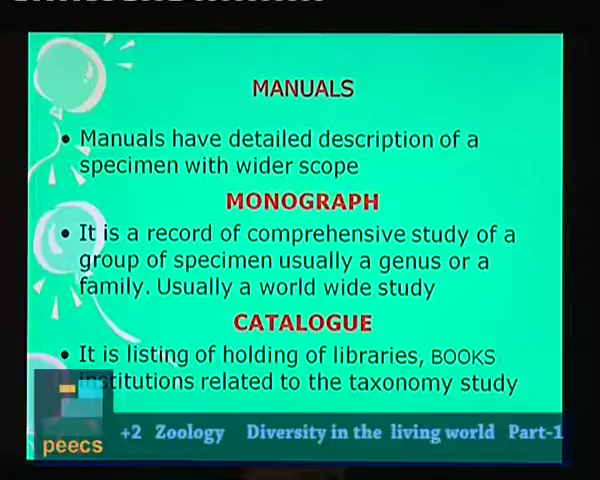 MANUALS
• Manuals have detailed description of a
specimen with wider scope
MONOGRAPH
• It is a record of comprehensive study of a
group of specimen usually a genus or a
family. Usually a world wide study
CATALOGUE
• It is listing of holding of libraries, BOOKS
institutions related to the taxonomy study
+2 Zoology Diversity in the living world Part-1
peecs